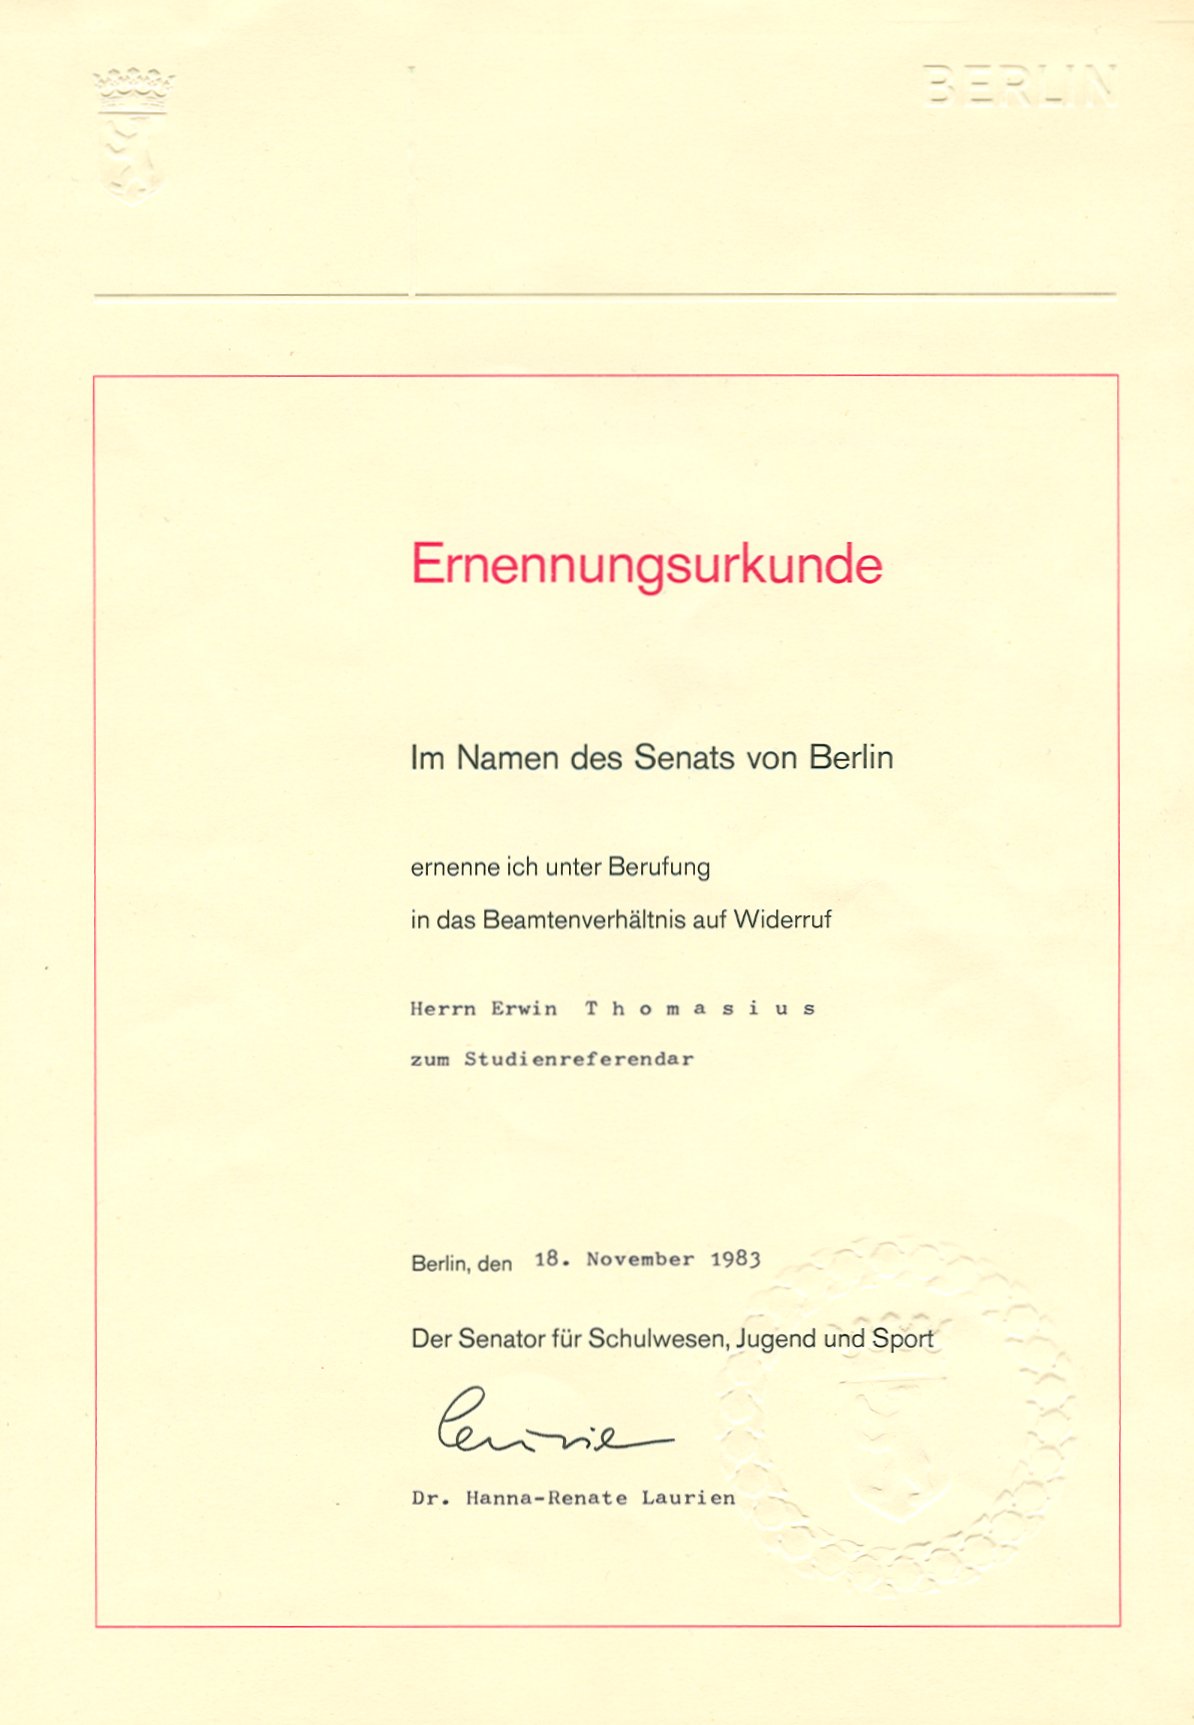 BERLIN
Ernennungsurkunde
Im Namen des Senats von Berlin
ernenne ich unter Berufung
in das Beamtenverhältnis auf Widerruf
Herrn Erwin T h o m a s i u s
zum Studienreferendar
Berlin, den 18. November 1983
Der Senator für Schulwesen, Jugend und Sport
Laurien
Dr. Hanna-Renate Laurien